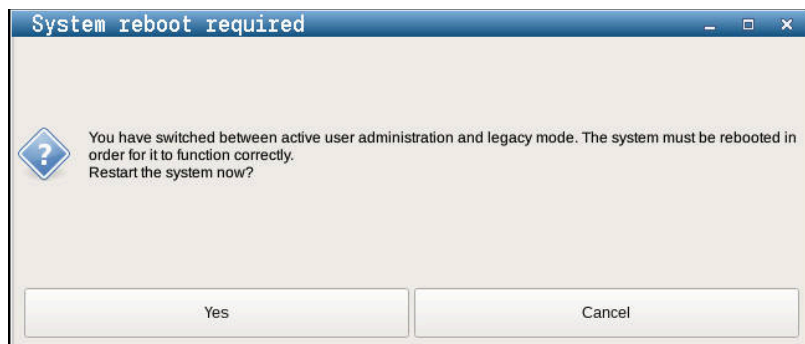 System reboot required
You have switched between active user administration and legacy mode. The system must be rebooted in
order for it to function correctly.
Restart the system now?
Yes
Cancel